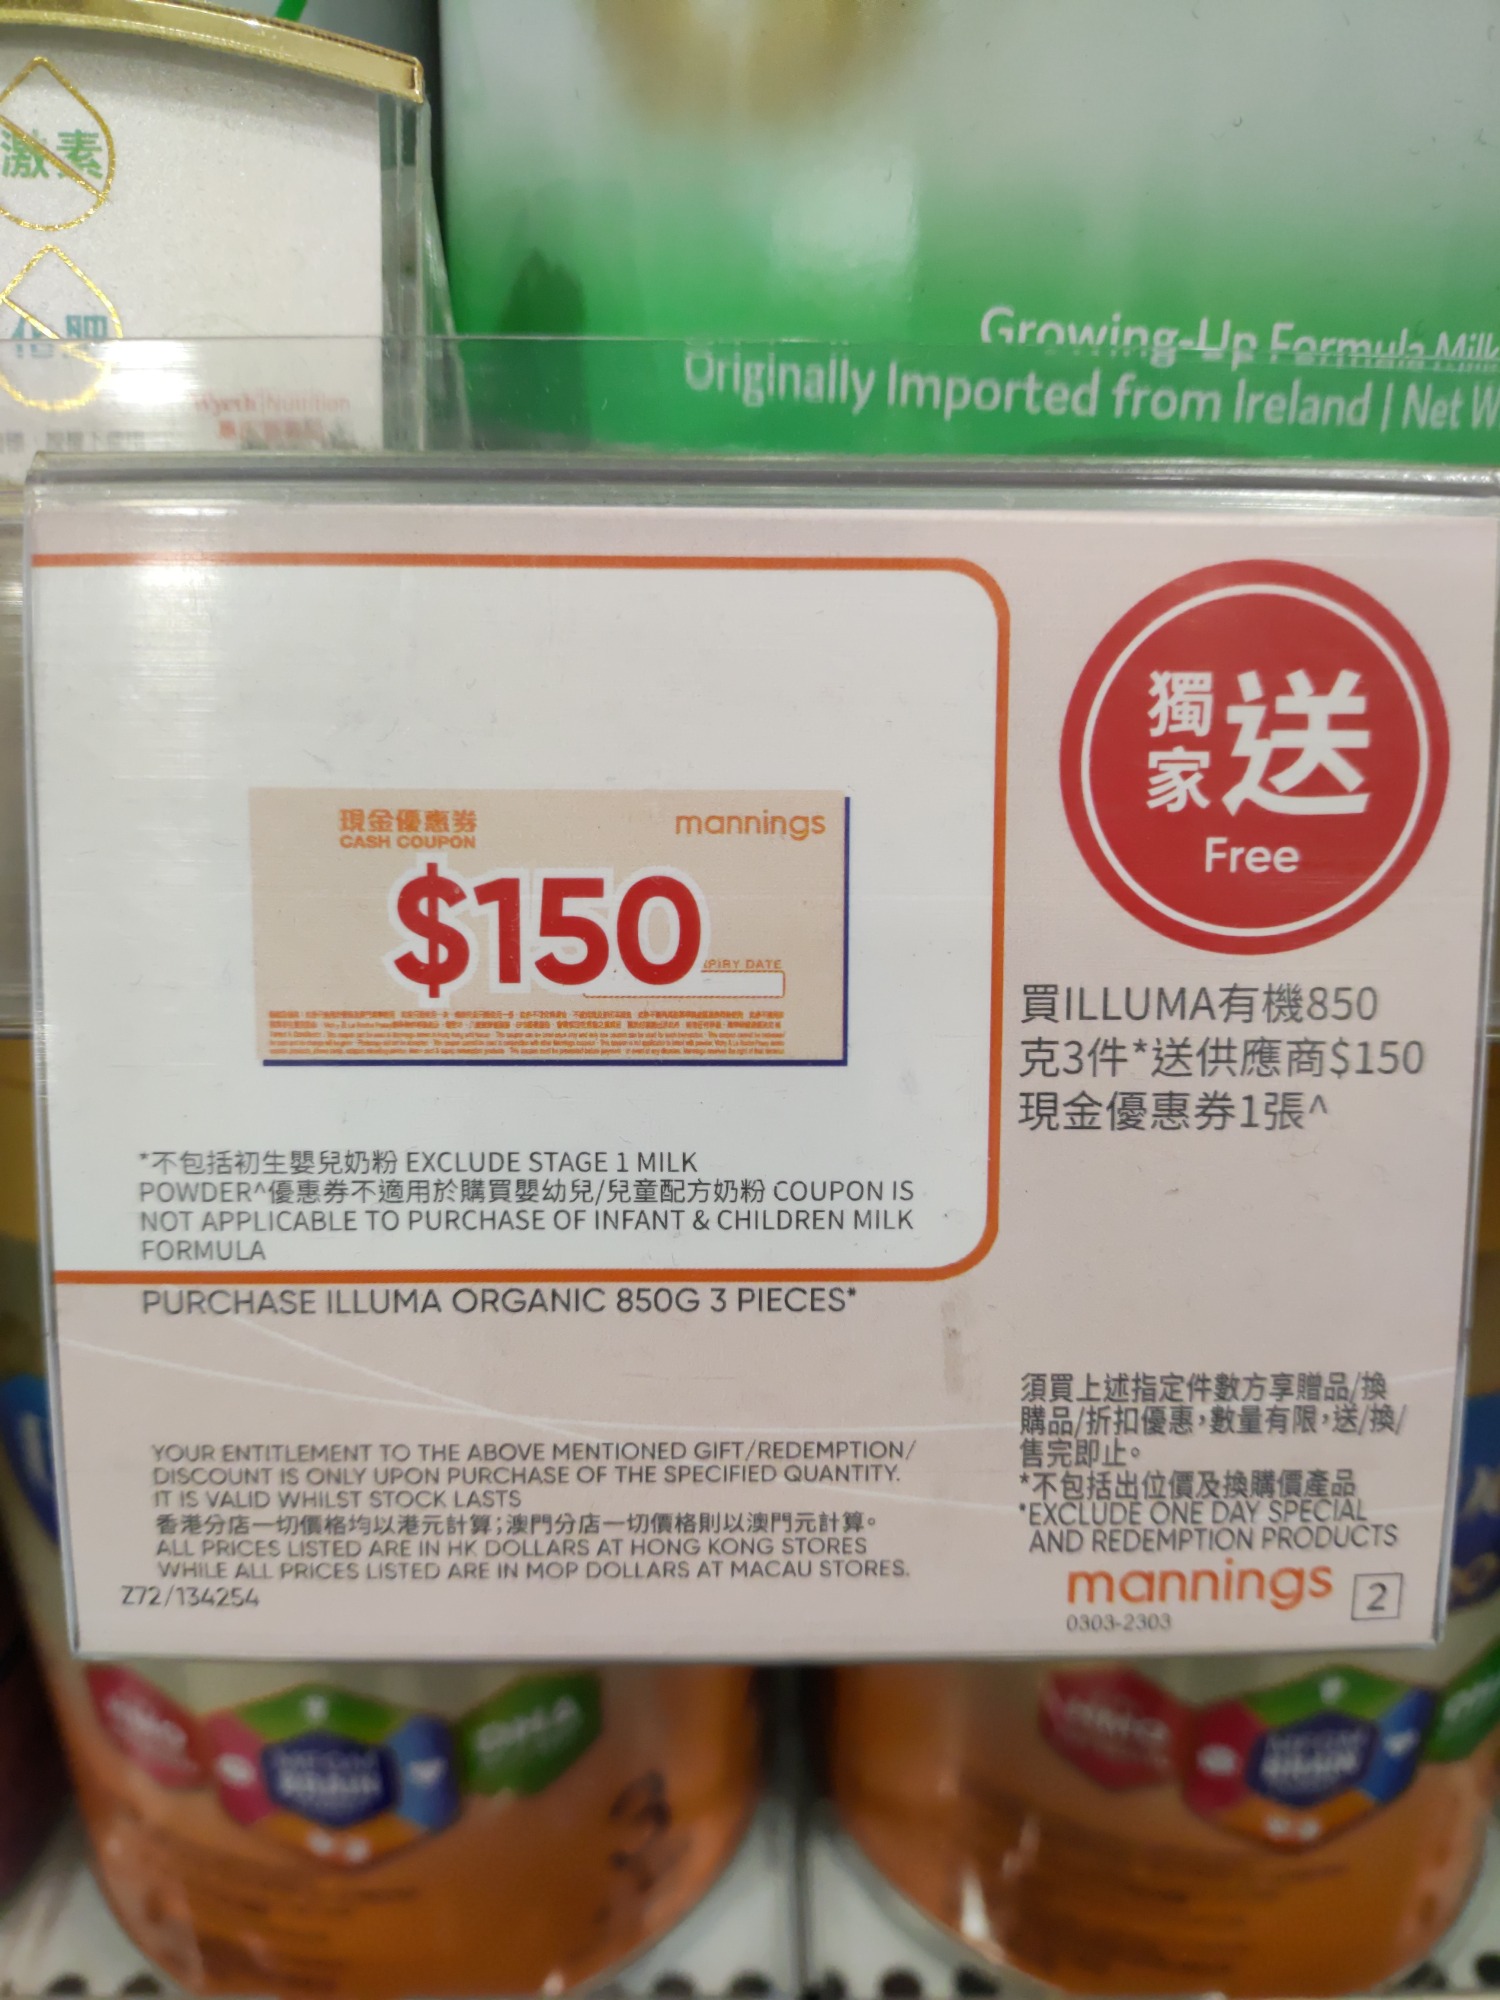 激素
化肥
Wyeth Nutrition
Growing-Up Formula Milk
Originally Imported from Ireland | Net W
現金優惠券
CASH COUPON
mannings
$150
PIRY DATE
獨家送
Free
買ILLUMA有機850
克3件*送供應商$150
現金優惠券1張^
*不包括初生嬰兒奶粉 EXCLUDE STAGE 1 MILK
POWDER^優惠券不適用於購買嬰幼兒/兒童配方奶粉 COUPON IS
NOT APPLICABLE TO PURCHASE OF INFANT & CHILDREN MILK
FORMULA
PURCHASE ILLUMA ORGANIC 850G 3 PIECES*
YOUR ENTITLEMENT TO THE ABOVE MENTIONED GIFT/REDEMPTION/
DISCOUNT IS ONLY UPON PURCHASE OF THE SPECIFIED QUANTITY.
IT IS VALID WHILST STOCK LASTS
香港分店一切價格均以港元計算;澳門分店一切價格則以澳門元計算。
ALL PRICES LISTED ARE IN HK DOLLARS AT HONG KONG STORES
WHILE ALL PRICES LISTED ARE IN MOP DOLLARS AT MACAU STORES.
Z72/134254
須買上述指定件數方享贈品/換
購品/折扣優惠,數量有限,送/換/
售完即止。
*不包括出位價及換購價產品
*EXCLUDE ONE DAY SPECIAL
AND REDEMPTION PRODUCTS
mannings 2
0303-2303
BRAIN
DHA
BRAIN